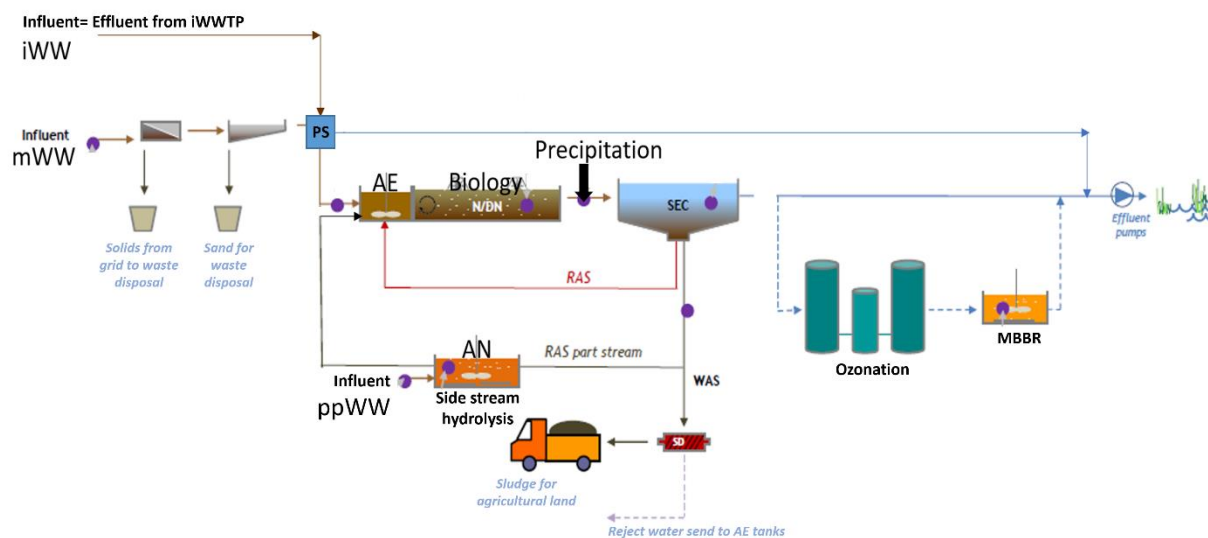 Influent= Effluent from iWWTP
iWW
Influent
mWW
PS
Solids from
grid to waste
disposal
Sand for
waste
disposal
AE
Biology
N/DN
Precipitation
SEC
Effluent
pumps
RAS
Ozonation
MBBR
AN
RAS part stream
Influent
ppWW
Side stream
hydrolysis
WAS
SD
Sludge for
agricultural land
Reject water send to AE tanks